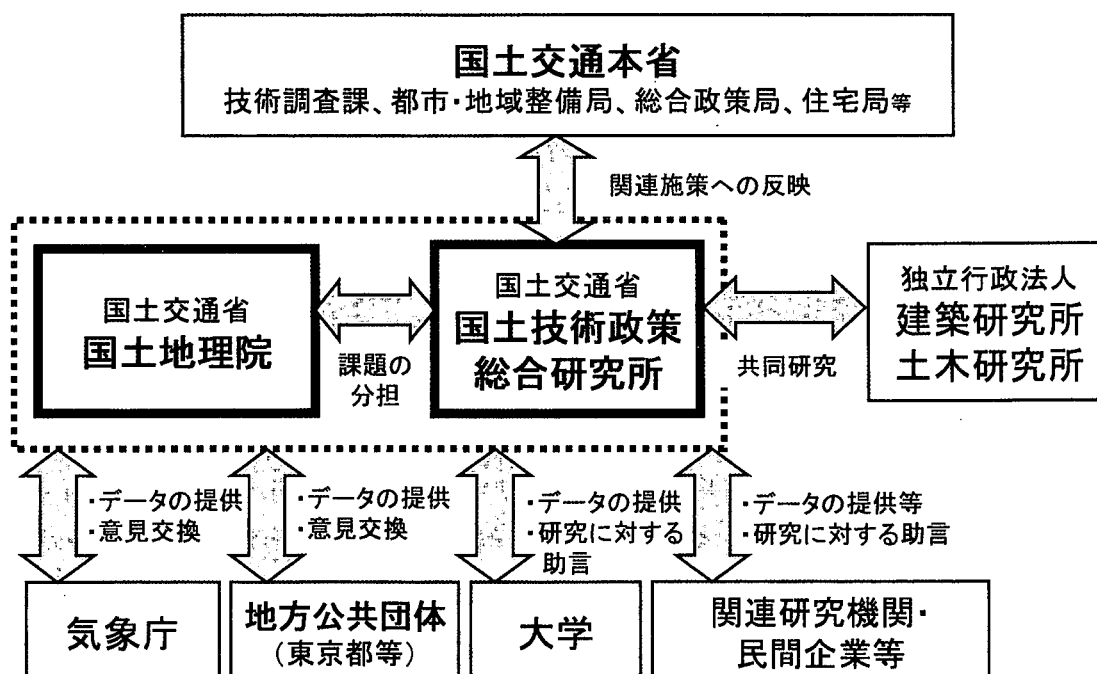 国土交通本省
技術調査課、都市・地域整備局、総合政策局、住宅局等
関連施策への反映
国土交通省
国土地理院
課題の
分担
国土交通省
国土技術政策
総合研究所
共同研究
独立行政法人
建築研究所
土木研究所
・データの提供
・意見交換
・データの提供
・意見交換
・データの提供
・研究に対する
助言
・データの提供等
・研究に対する助言
気象庁
地方公共団体
（東京都等）
大学
関連研究機関・
民間企業等